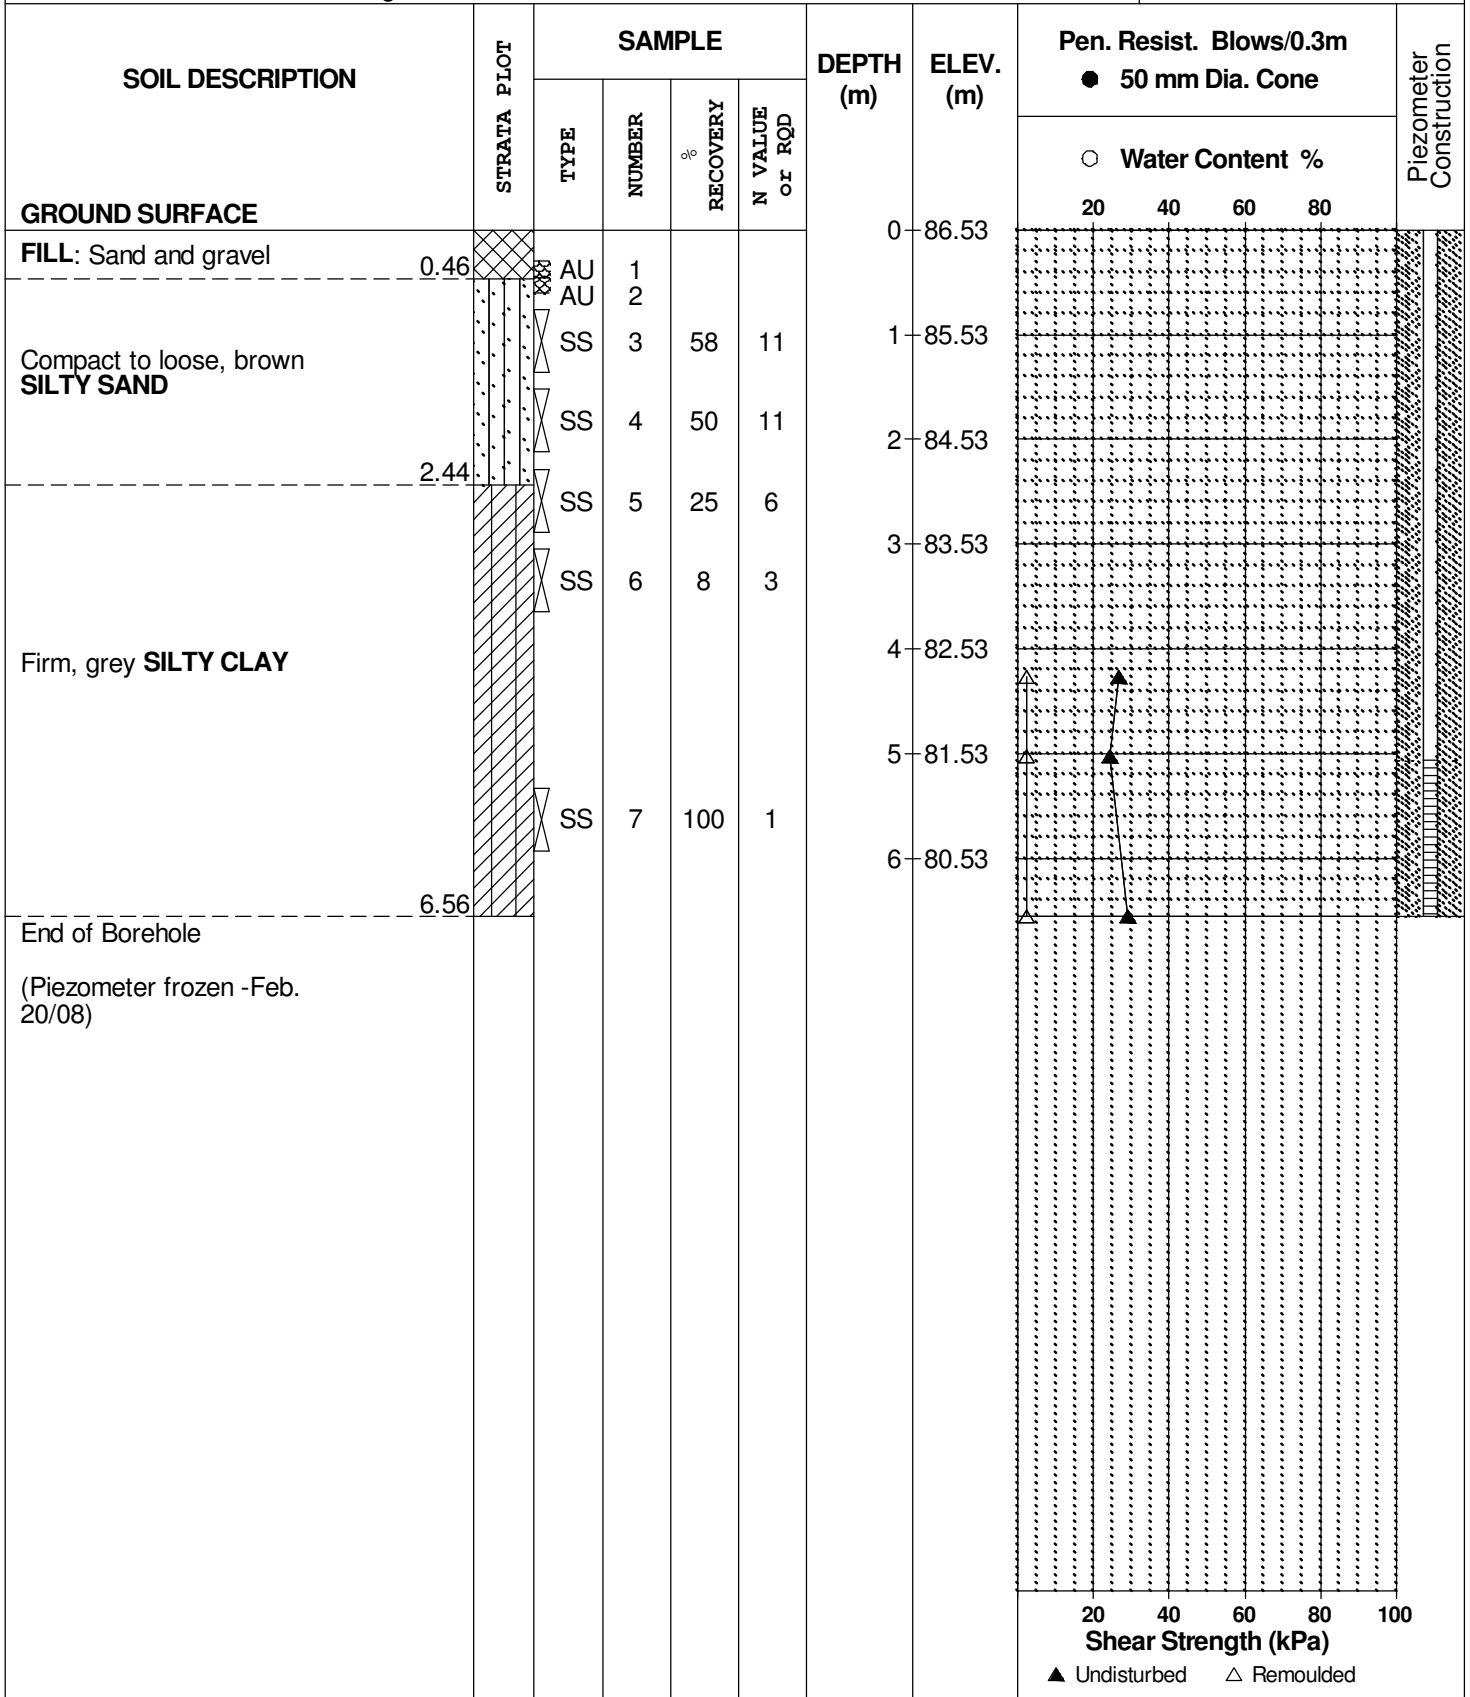 SOIL DESCRIPTION
STRATA PLOT
SAMPLE
TYPE
NUMBER
%
RECOVERY
N VALUE
or RQD
DEPTH
(m)
ELEV.
(m)
Pen. Resist. Blows/0.3m
● 50 mm Dia. Cone
○ Water Content %
Piezometer
Construction
20 40 60 80
GROUND SURFACE
0 86.53
FILL: Sand and gravel
0.46
AU 1
AU 2
SS 3 58 11
1 85.53
Compact to loose, brown
SILTY SAND
SS 4 50 11
2 84.53
2.44
SS 5 25 6
3 83.53
SS 6 8 3
4 82.53
Firm, grey SILTY CLAY
5 81.53
SS 7 100 1
6 80.53
6.56
End of Borehole
(Piezometer frozen -Feb.
20/08)
20 40 60 80 100
Shear Strength (kPa)
▲ Undisturbed △ Remoulded